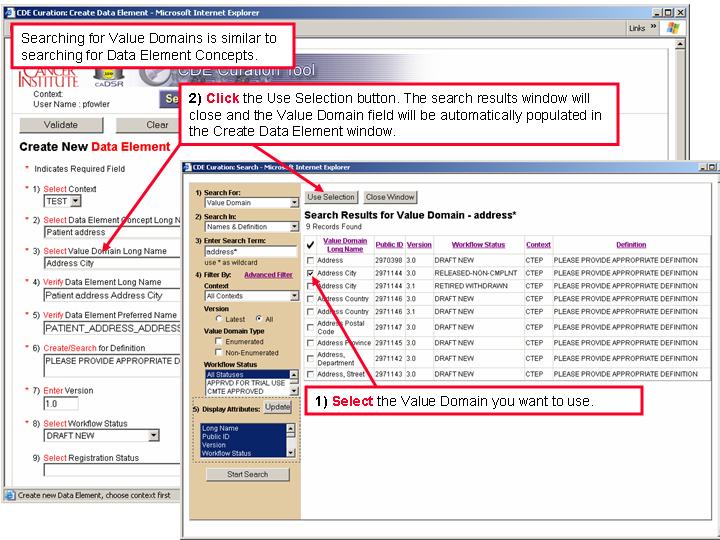 CDE Curation: Create Data Element - Microsoft Internet Explorer
Links »
Searching for Value Domains is similar to
searching for Data Element Concepts.
CANCER
INSTITUTE
caDSR
CDE Curation Tool
Context:
User Name : pfowler
Se
Validate
Clear
2) Click the Use Selection button. The search results window will
close and the Value Domain field will be automatically populated in
the Create Data Element window.
Create New Data Element
* Indicates Required Field
* 1) Select Context
TEST
* 2) Select Data Element Concept Long N
Patient address
* 3) Select Value Domain Long Name
Address City
* 4) Verify Data Element Long Name
Patient address Address City
* 5) Verify Data Element Preferred Name
PATIENT_ADDRESS_ADDRESS
* 6) Create/Search for Definition
PLEASE PROVIDE APPROPRIATE D
* 7) Enter Version
1.0
* 8) Select Workflow Status
DRAFT NEW
9) Select Registration Status
Create new Data Element, choose context first
CDE Curation: Search - Microsoft Internet Explorer
1) Search For:
Value Domain
2) Search In:
Names & Definition
3) Enter Search Term:
address*
use * as wildcard
4) Filter By: Advanced Filter
Context
All Contexts
Version
Latest All
Value Domain Type
Enumerated
Non-Enumerated
Workflow Status
All Statuses
APPRVD FOR TRIAL USE
CMTE APPROVED
5) Display Attributes: Update
Long Name
Public ID
Version
Workflow Status
Start Search
Use Selection Close Window
Search Results for Value Domain - address*
9 Records Found
Value Domain Long Name Public ID Version Workflow Status Context Definition
Address 2970398 3.0 DRAFT NEW CTEP PLEASE PROVIDE APPROPRIATE DEFINITION
Address City 2971144 3.0 RELEASED-NON-CMPLNT CTEP PLEASE PROVIDE APPROPRIATE DEFINITION
Address City 2971144 3.1 RETIRED WITHDRAWN CTEP PLEASE PROVIDE APPROPRIATE DEFINITION
Address Country 2971146 3.0 DRAFT NEW CTEP PLEASE PROVIDE APPROPRIATE DEFINITION
Address Country 2971146 3.1 DRAFT NEW CTEP PLEASE PROVIDE APPROPRIATE DEFINITION
Address Postal Code 2971147 3.0 DRAFT NEW CTEP PLEASE PROVIDE APPROPRIATE DEFINITION
Address Province 2971145 3.0 DRAFT NEW CTEP PLEASE PROVIDE APPROPRIATE DEFINITION
Address, Department 2971142 3.0 DRAFT NEW CTEP PLEASE PROVIDE APPROPRIATE DEFINITION
Address, Street 2971143 3.0 DRAFT NEW CTEP PLEASE PROVIDE APPROPRIATE DEFINITION
1) Select the Value Domain you want to use.